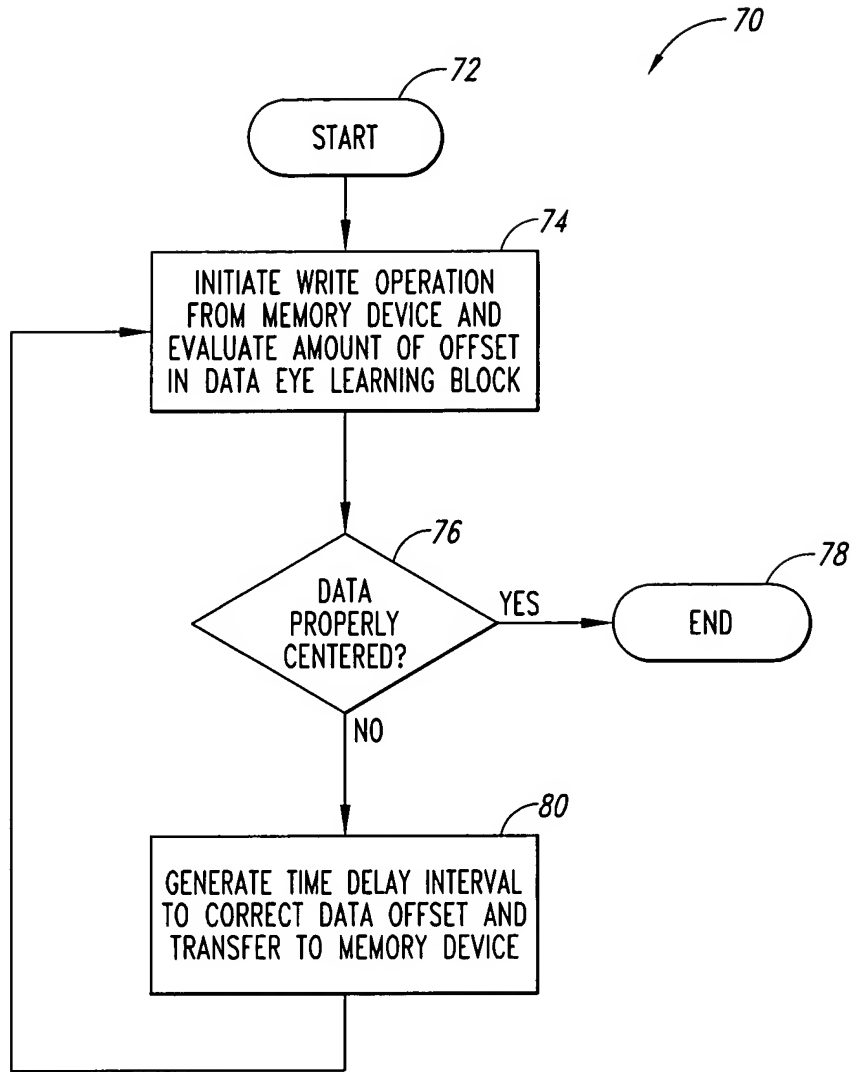 70
72
START
74
INITIATE WRITE OPERATION
FROM MEMORY DEVICE AND
EVALUATE AMOUNT OF OFFSET
IN DATA EYE LEARNING BLOCK
76
DATA
PROPERLY
CENTERED?
YES
78
END
NO
80
GENERATE TIME DELAY INTERVAL
TO CORRECT DATA OFFSET AND
TRANSFER TO MEMORY DEVICE